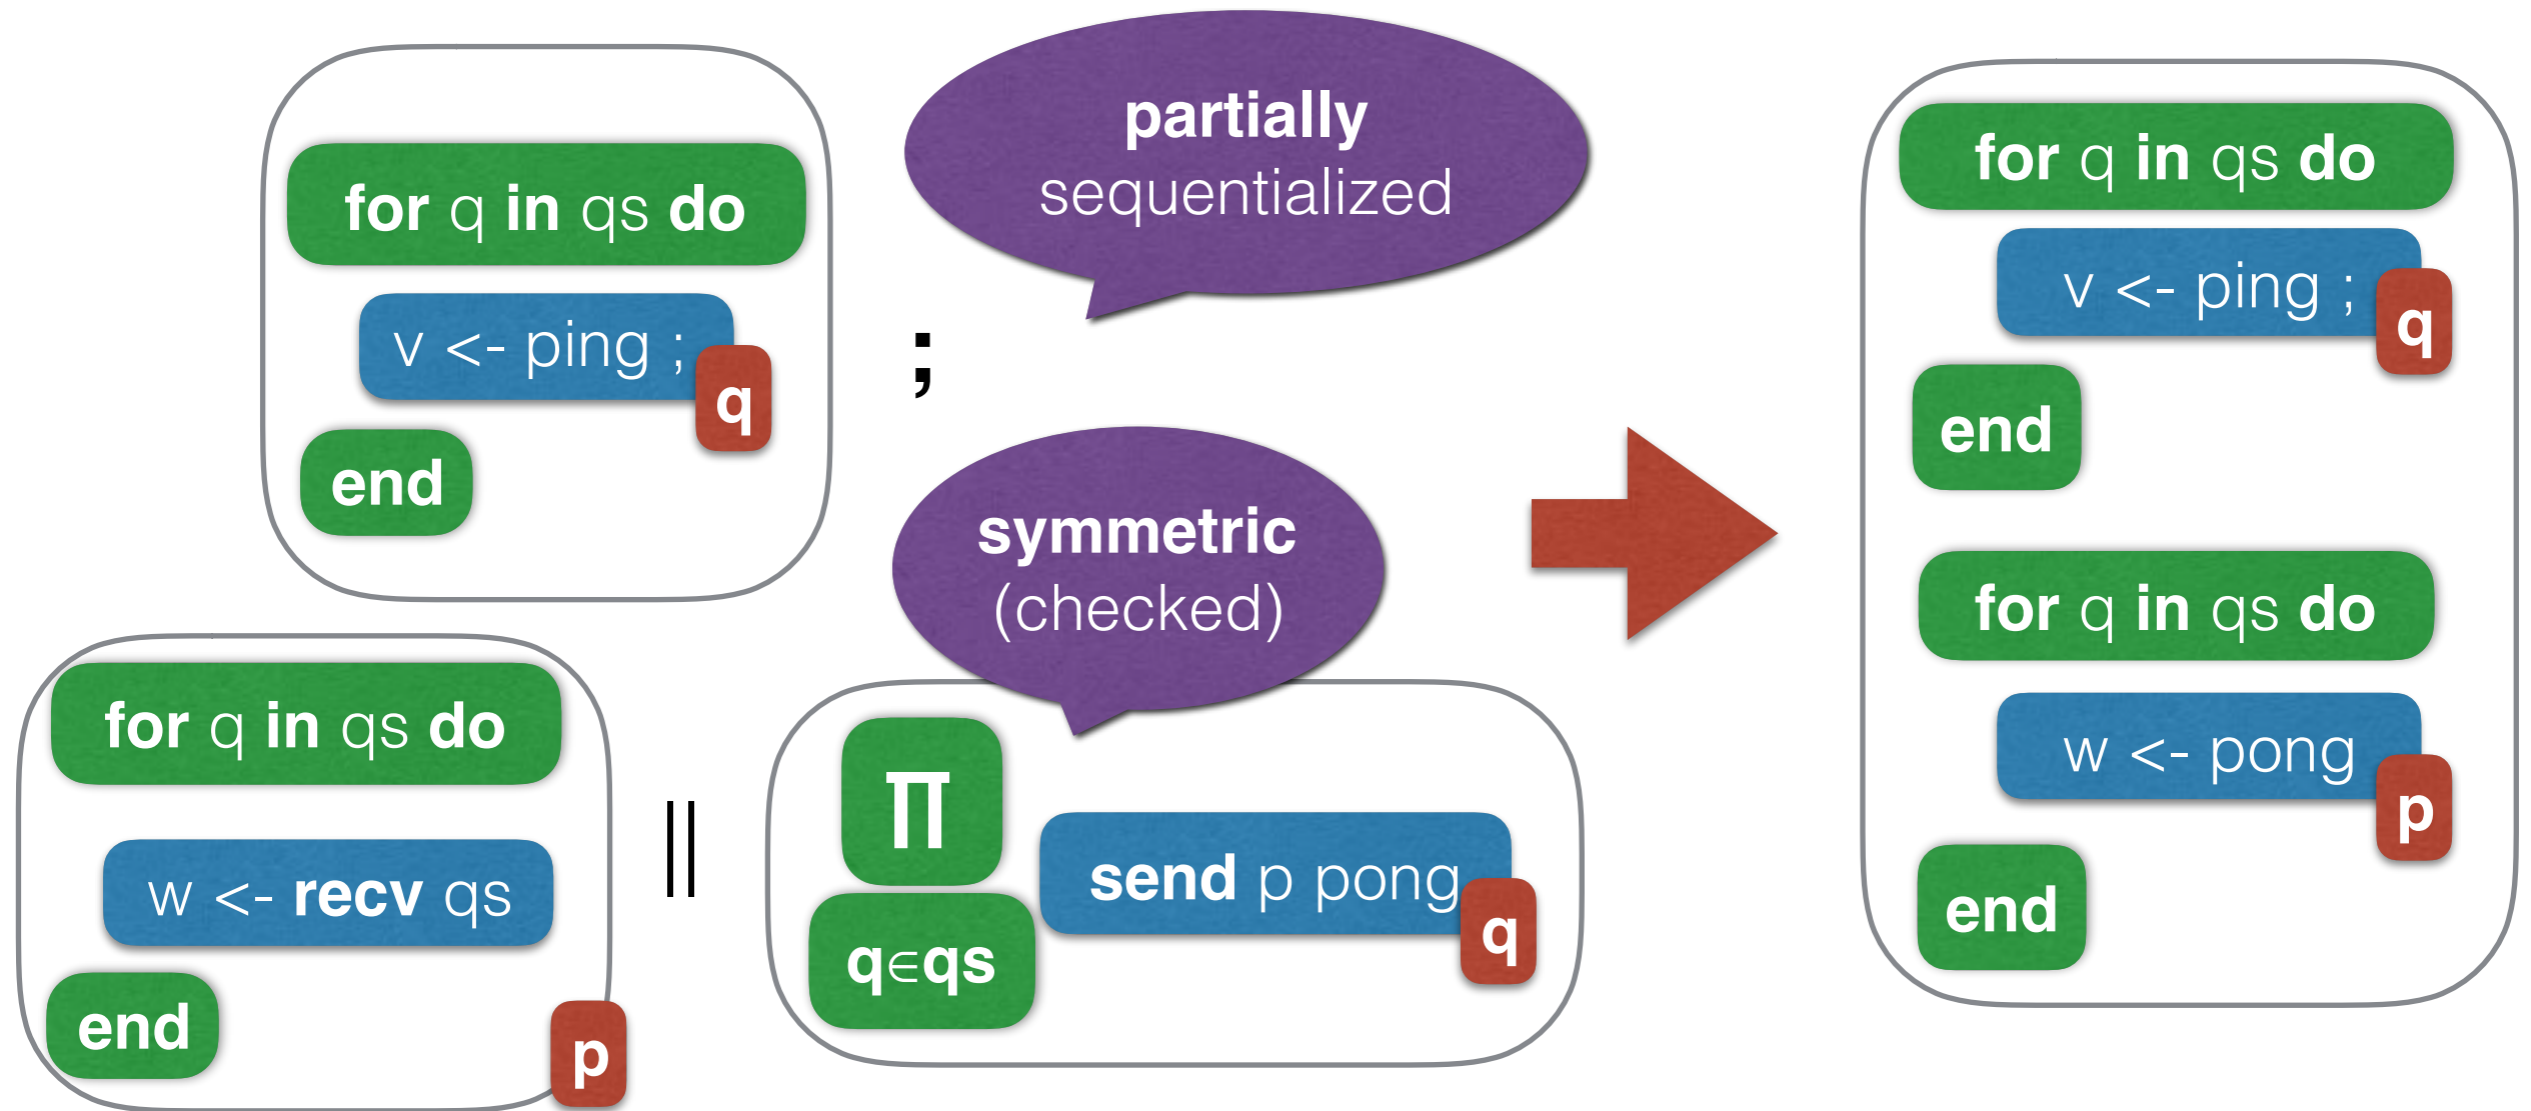 for q in qs do
v <- ping ;
q
end
partially
sequentialized
;
for q in qs do
w <- recv qs
end
p
||
symmetric
(checked)
∏
q∈qs
send p pong
q
for q in qs do
v <- ping ;
q
end
for q in qs do
w <- pong
p
end